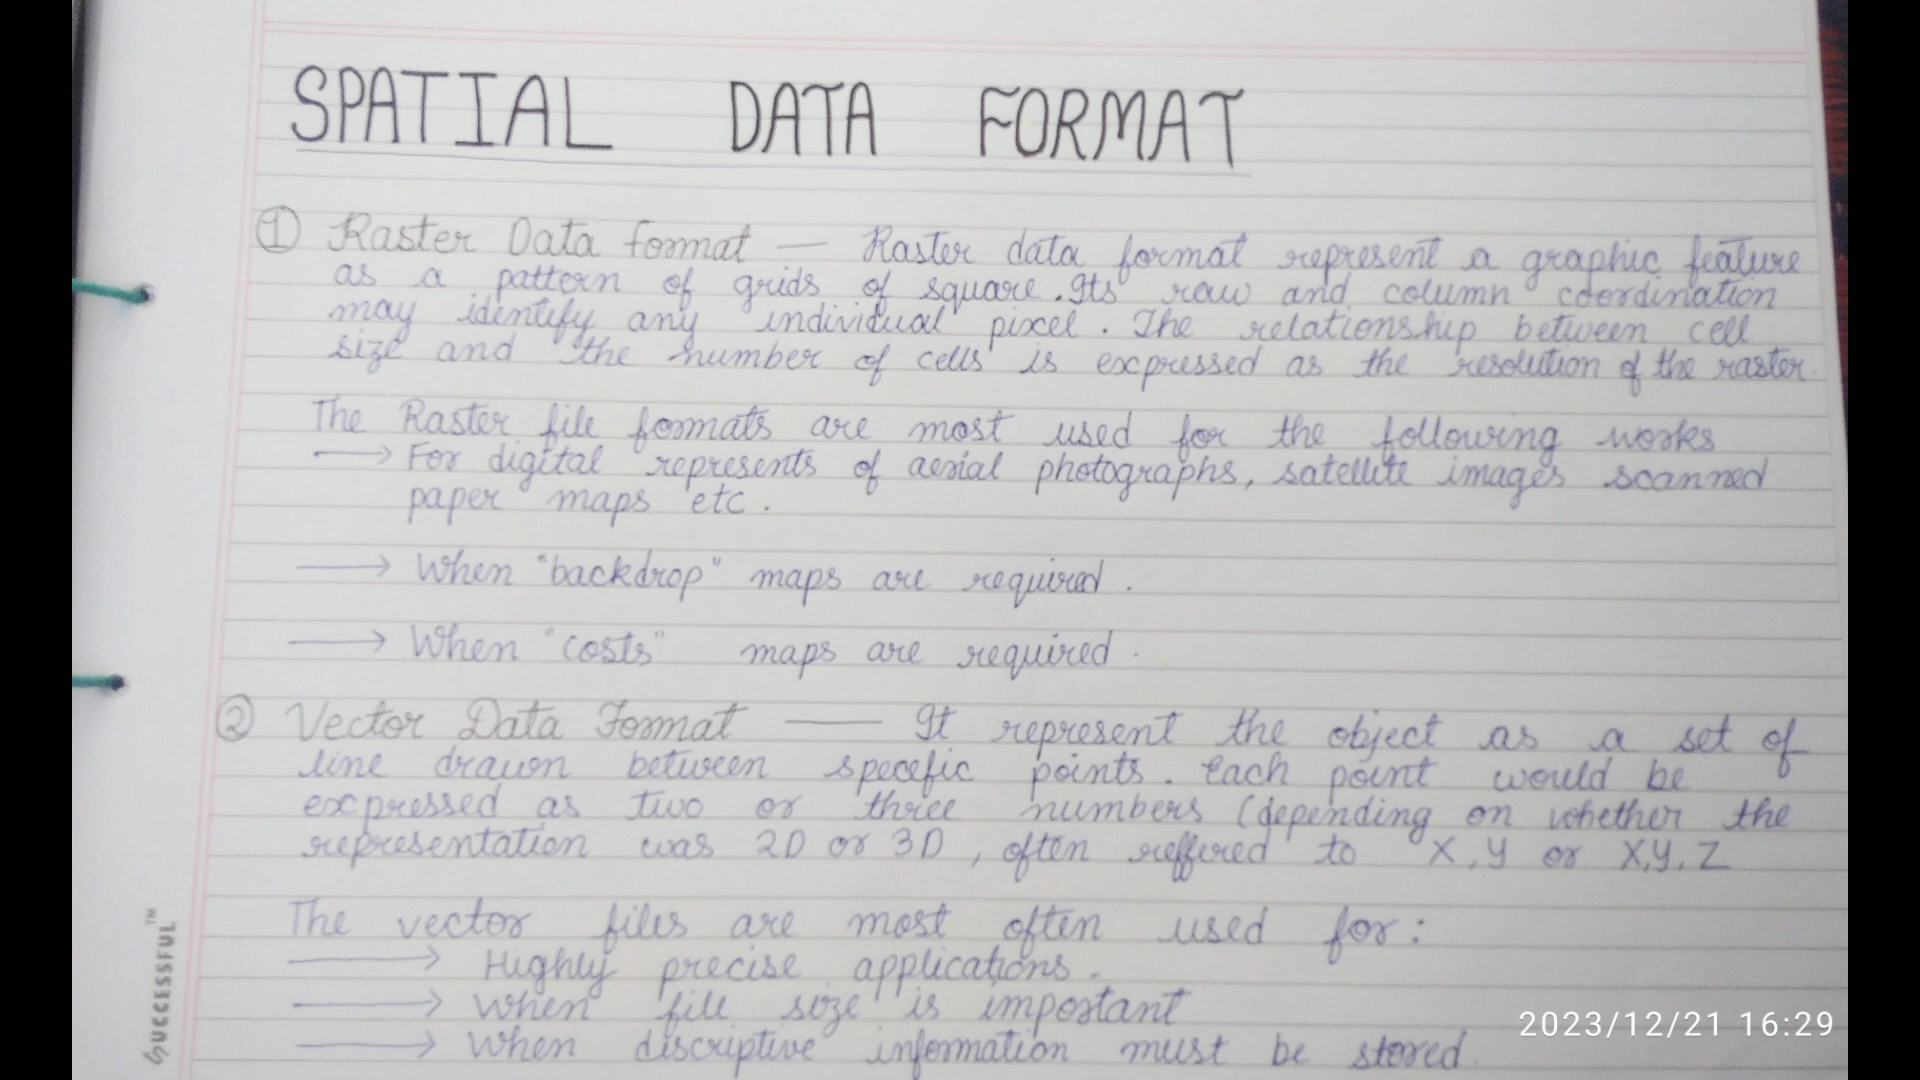 SPATIAL DATA FORMAT
① Raster Data format — Raster data format represent a graphic feature
as a pattern of grids of square. Its raw and column coordination
may identify any individual pixel. The relationship between cell
size and the number of cells is expressed as the resolution of the raster.
The Raster file formats are most used for the following works
→ For digital represents of aerial photographs, satellite images scanned
paper maps etc.
→ When "backdrop" maps are required.
→ When "costs" maps are required.
② Vector Data Format — It represent the object as a set of
line drawn between specefic points. Each point would be
expressed as two or three numbers (depending on whether the
representation was 2D or 3D, often reffered to X,Y or X,Y,Z
The vector files are most often used for:
→ Highly precise applications.
→ When file size is important
→ When discriptive information must be stored.
SUCCESSFUL™
2023/12/21 16:29